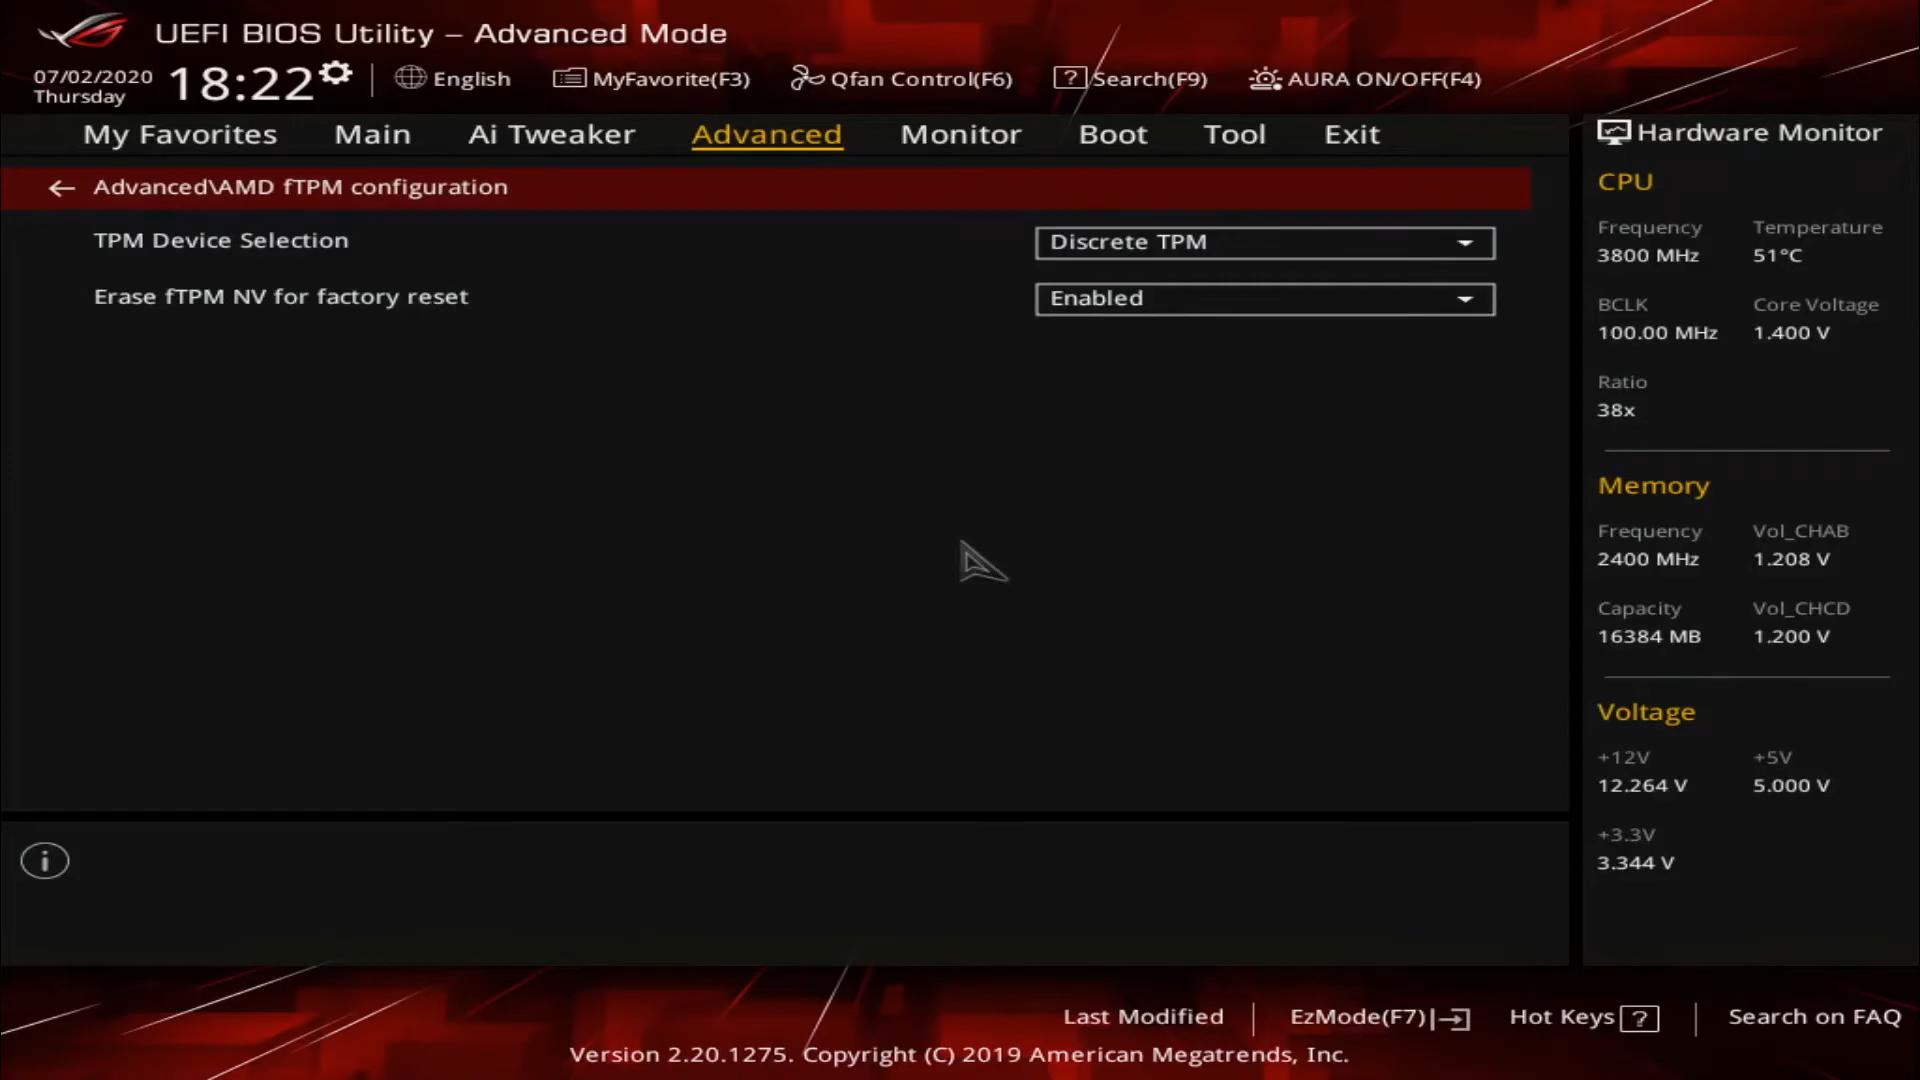 UEFI BIOS Utility – Advanced Mode
07/02/2020
Thursday
18:22
English
MyFavorite(F3)
Qfan Control(F6)
? Search(F9)
AURA ON/OFF(F4)
My Favorites
Main
Ai Tweaker
Advanced
Monitor
Boot
Tool
Exit
Advanced\AMD fTPM configuration
TPM Device Selection
Discrete TPM
Erase fTPM NV for factory reset
Enabled
i
Hardware Monitor
CPU
Frequency Temperature
3800 MHz 51°C
BCLK Core Voltage
100.00 MHz 1.400 V
Ratio
38x
Memory
Frequency Vol_CHAB
2400 MHz 1.208 V
Capacity Vol_CHCD
16384 MB 1.200 V
Voltage
+12V +5V
12.264 V 5.000 V
+3.3V
3.344 V
Last Modified
EzMode(F7)
Hot Keys ?
Search on FAQ
Version 2.20.1275. Copyright (C) 2019 American Megatrends, Inc.